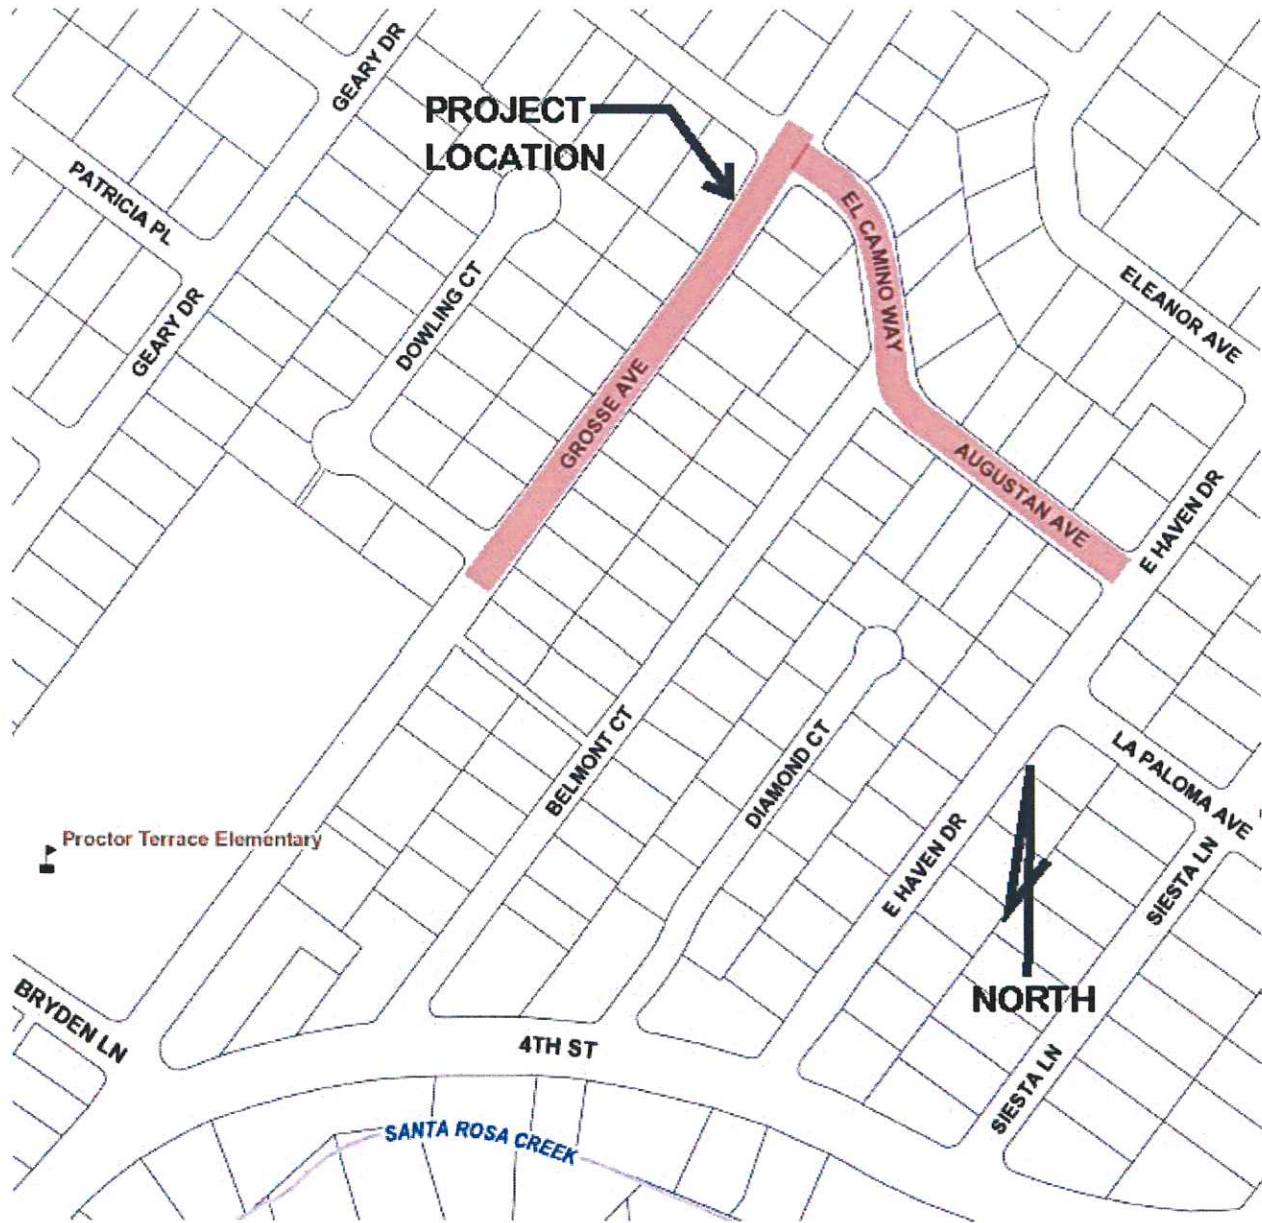 GEARY DR
PROJECT
LOCATION
PATRICIA PL
EL CAMINO WAY
DOWLING CT
ELEANOR AVE
GEARY DR
GROSSE AVE
AUGUSTAN AVE
E HAVEN DR
BELMONT CT
DIAMOND CT
LA PALOMA AVE
Proctor Terrace Elementary
E HAVEN DR
SIESTA LN
NORTH
BRYDEN LN
4TH ST
SIESTA LN
SANTA ROSA CREEK